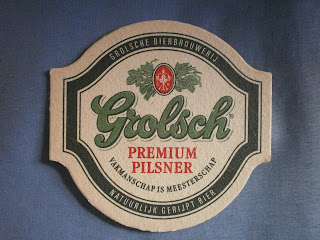 GROLSCHE BIERBROUWERIJ
Grolsch®
PREMIUM
PILSNER
VAKMANSCHAP IS MEESTERSCHAP
NATUURLIJK GERIJPT BIER